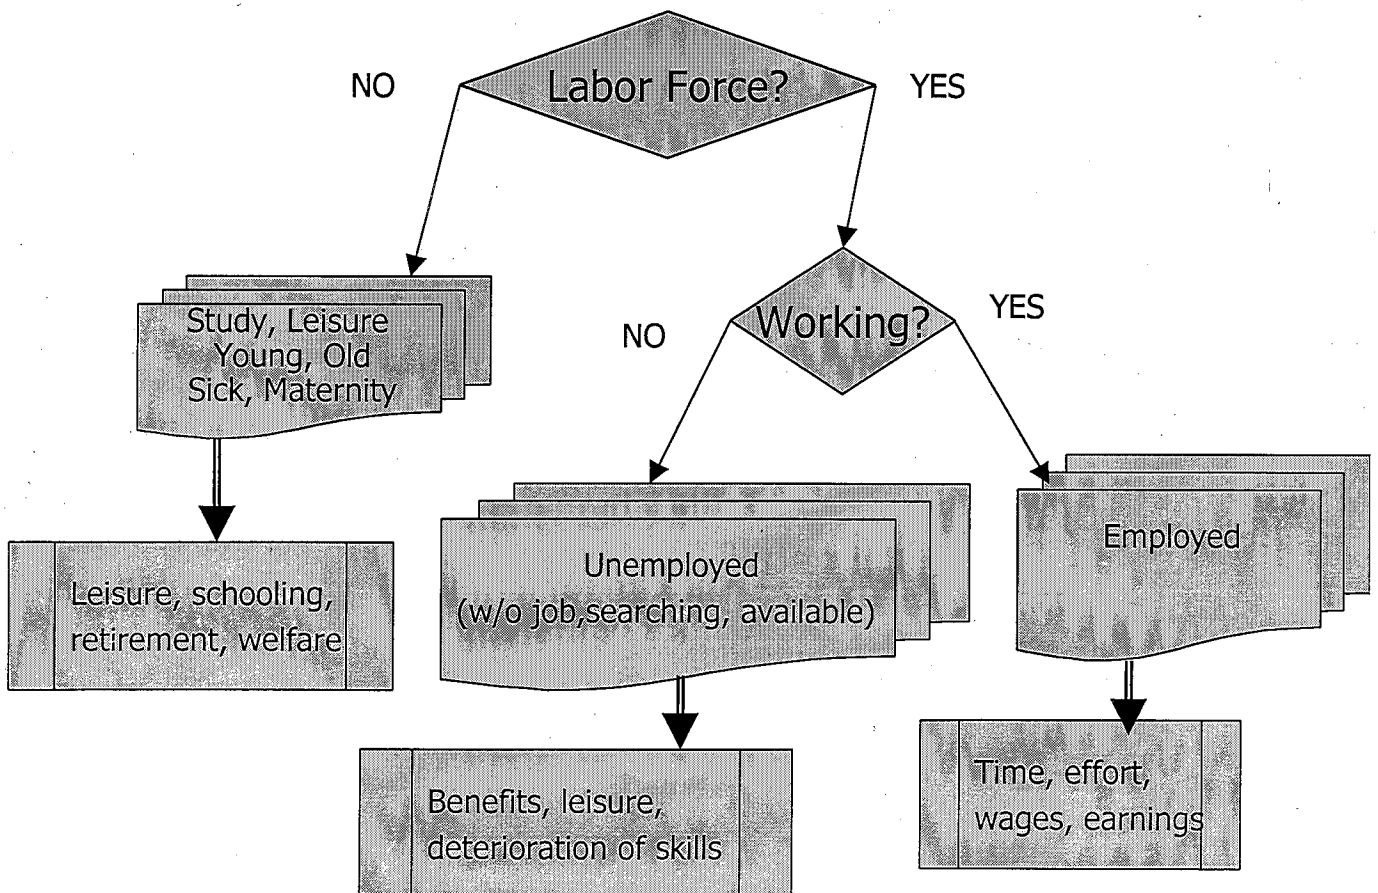 Labor Force?
NO
YES
Working?
NO
YES
Study, Leisure
Young, Old
Sick, Maternity
Leisure, schooling,
retirement, welfare
Unemployed
(w/o job,searching, available)
Employed
Benefits, leisure,
deterioration of skills
Time, effort,
wages, earnings